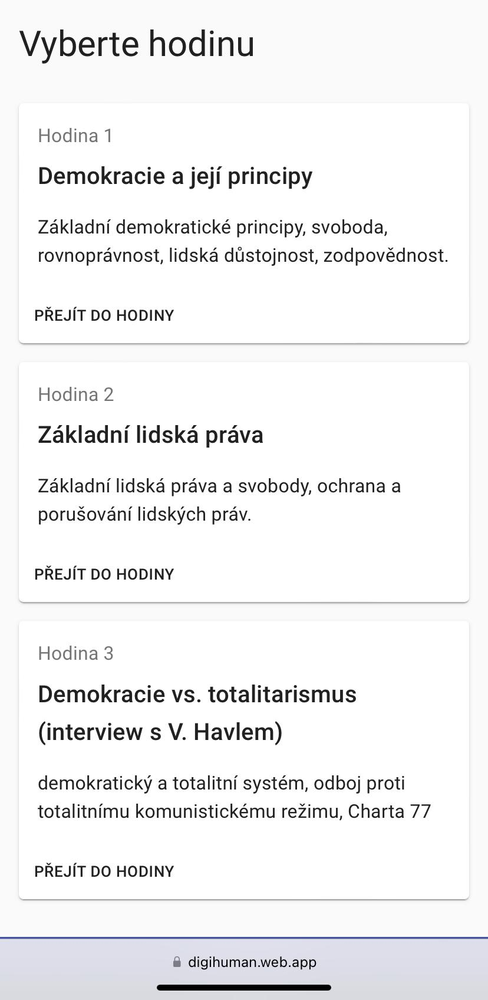 Vyberte hodinu
Hodina 1
Demokracie a její principy
Základní demokratické principy, svoboda,
rovnoprávnost, lidská důstojnost, zodpovědnost.
PŘEJÍT DO HODINY
Hodina 2
Základní lidská práva
Základní lidská práva a svobody, ochrana a
porušování lidských práv.
PŘEJÍT DO HODINY
Hodina 3
Demokracie vs. totalitarismus
(interview s V. Havlem)
demokratický a totalitní systém, odboj proti
totalitnímu komunistickému režimu, Charta 77
PŘEJÍT DO HODINY
digihuman.web.app